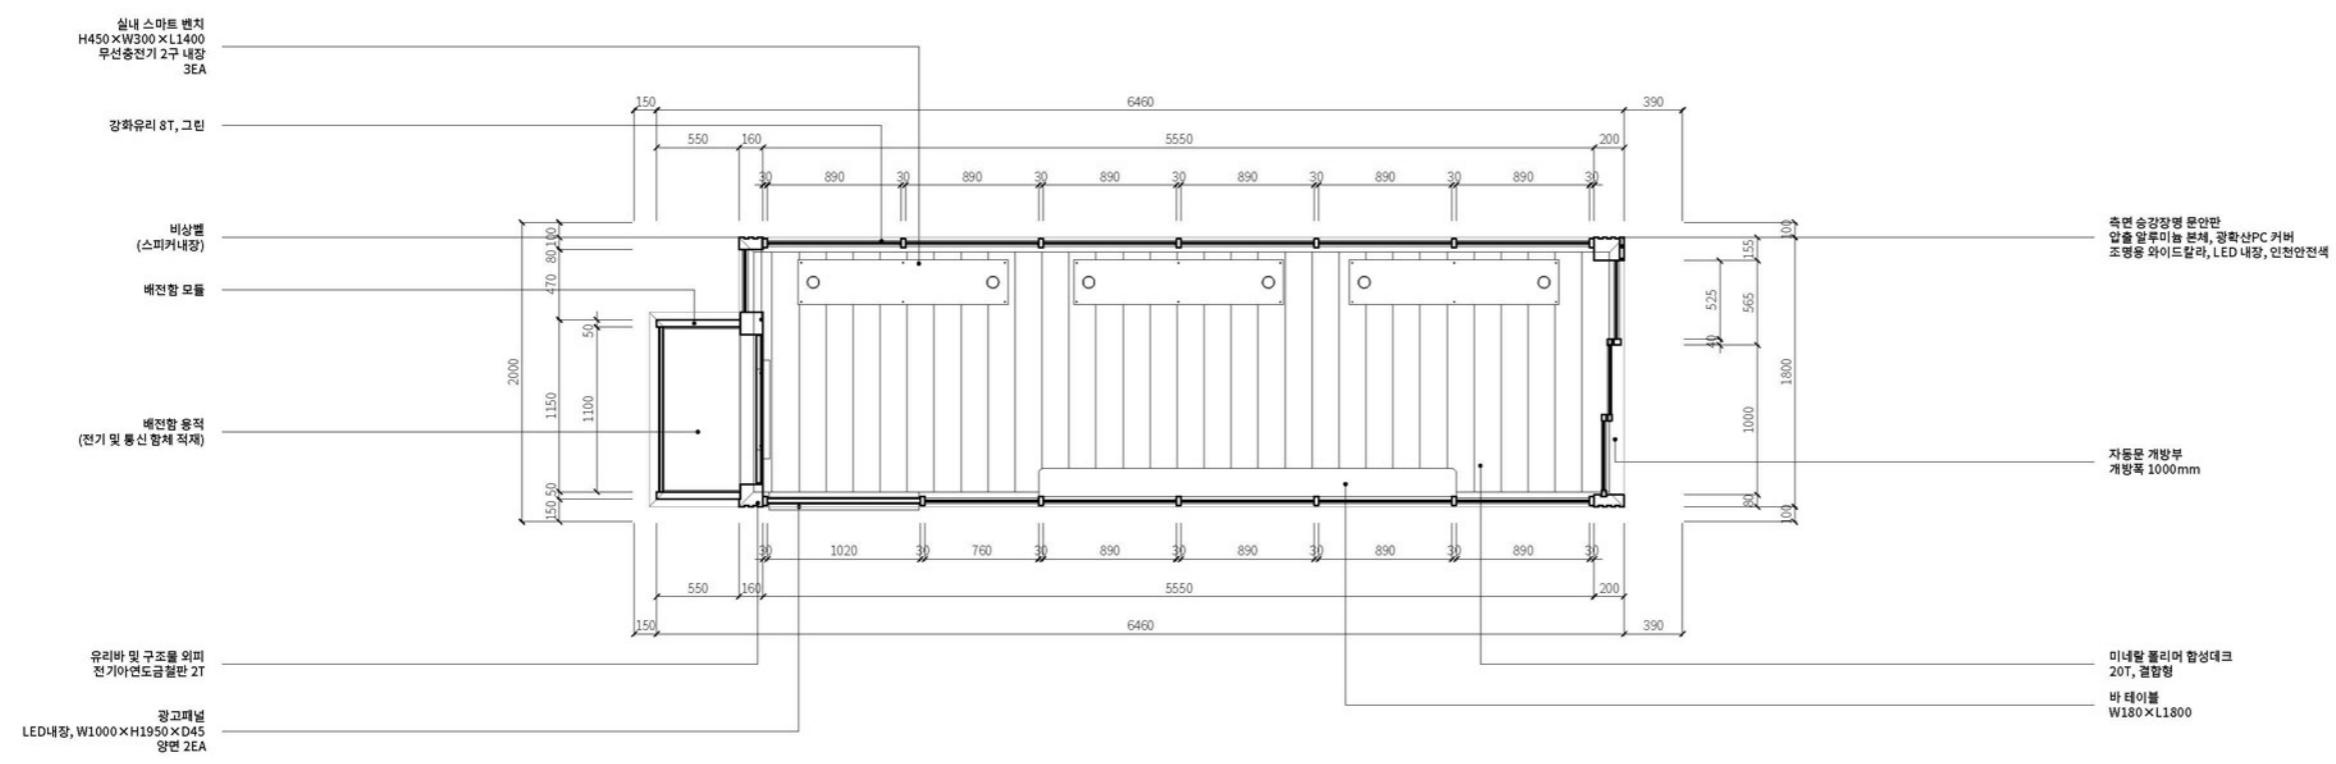 실내 스마트 벤치
H450×W300×L1400
무선충전기 2구 내장
3EA
강화유리 8T, 그린
비상벨
(스피커내장)
배전함 모듈
배전함 용적
(전기 및 통신 함체 적재)
유리바 및 구조물 외피
전기아연도금철판 2T
광고패널
LED내장, W1000×H1950×D45
양면 2EA
150 6460 390
550 160 5550 200
30 890 30 890 30 890 30 890 30 890 30 890 30
2000
100 80 470 1150 50 150
50 1100
100
155 565 1000 80
525 40
1800
100
30 1020 30 760 30 890 30 890 30 890 30 890 30
550 160 5550 200
150 6460 390
측면 승강장명 문안판
압출 알루미늄 본체, 광확산PC 커버
조명용 와이드칼라, LED 내장, 인천안전색
자동문 개방부
개방폭 1000mm
미네랄 폴리머 합성데크
20T, 결합형
바 테이블
W180×L1800